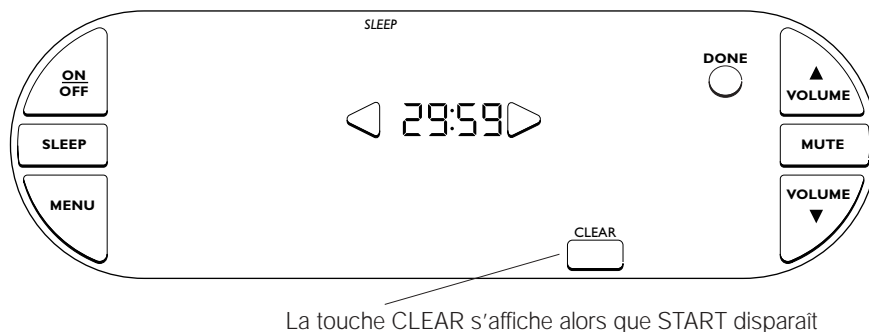 SLEEP
ON
OFF
DONE
▲
VOLUME
29:59
SLEEP
MUTE
MENU
VOLUME
▼
CLEAR
La touche CLEAR s'affiche alors que START disparaît